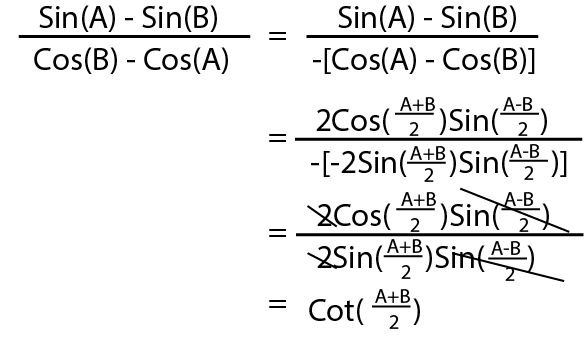 Sin(A) - Sin(B) / Cos(B) - Cos(A) = Sin(A) - Sin(B) / -[Cos(A) - Cos(B)]
= 2Cos(A+B/2)Sin(A-B/2) / -[-2Sin(A+B/2)Sin(A-B/2)]
= 2Cos(A+B/2)Sin(A-B/2) / 2Sin(A+B/2)Sin(A-B/2)
= Cot(A+B/2)